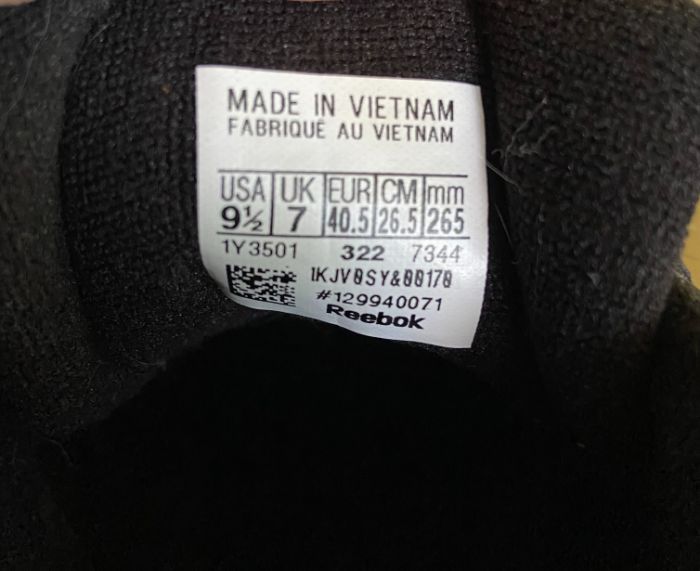 MADE IN VIETNAM
FABRIQUÉ AU VIETNAM
USA UK EUR CM mm
9½ 7 40.5 26.5 265
1Y3501 322 7344
1KJV0SY&00170
#129940071
Reebok